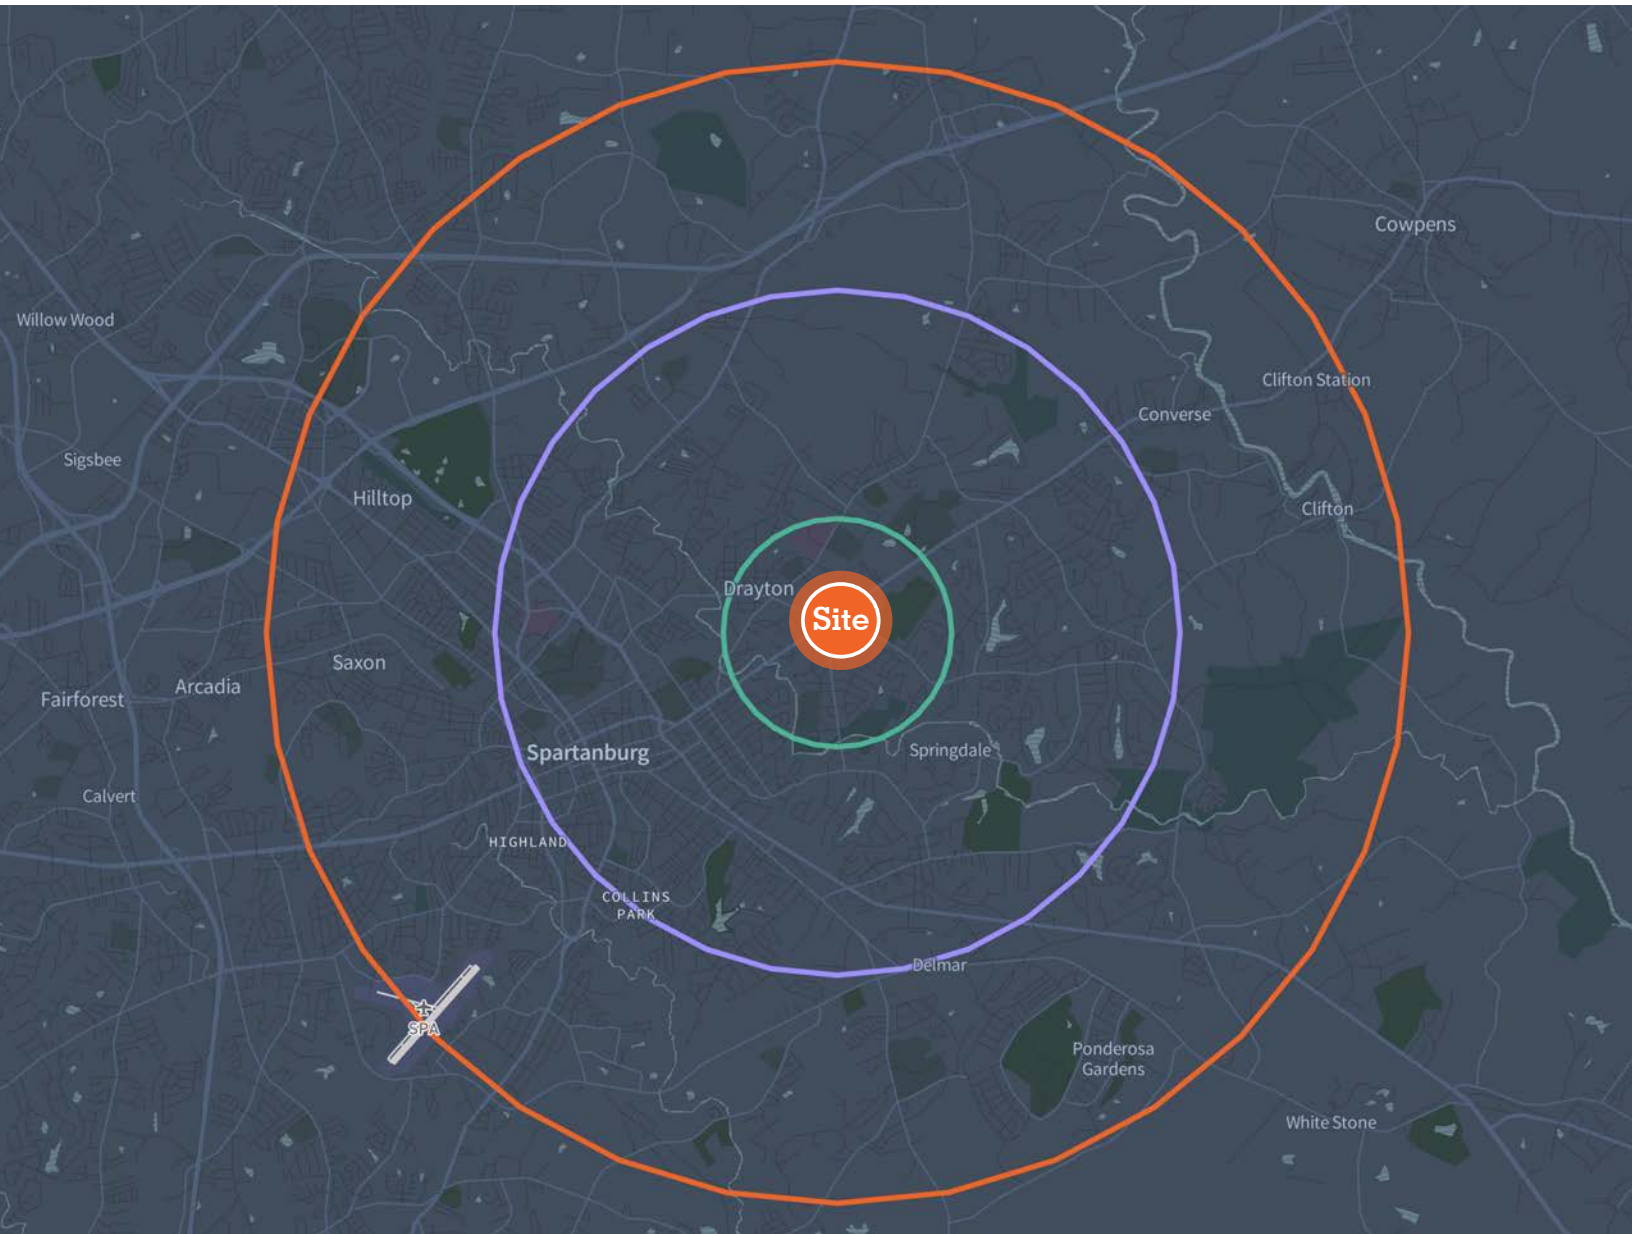 Cowpens
Willow Wood
Clifton Station
Converse
Sigsbee
Hilltop
Clifton
Drayton
Site
Saxon
Arcadia
Fairforest
Springdale
Spartanburg
Calvert
HIGHLAND
COLLINS
PARK
Delmar
SPA
Ponderosa
Gardens
White Stone